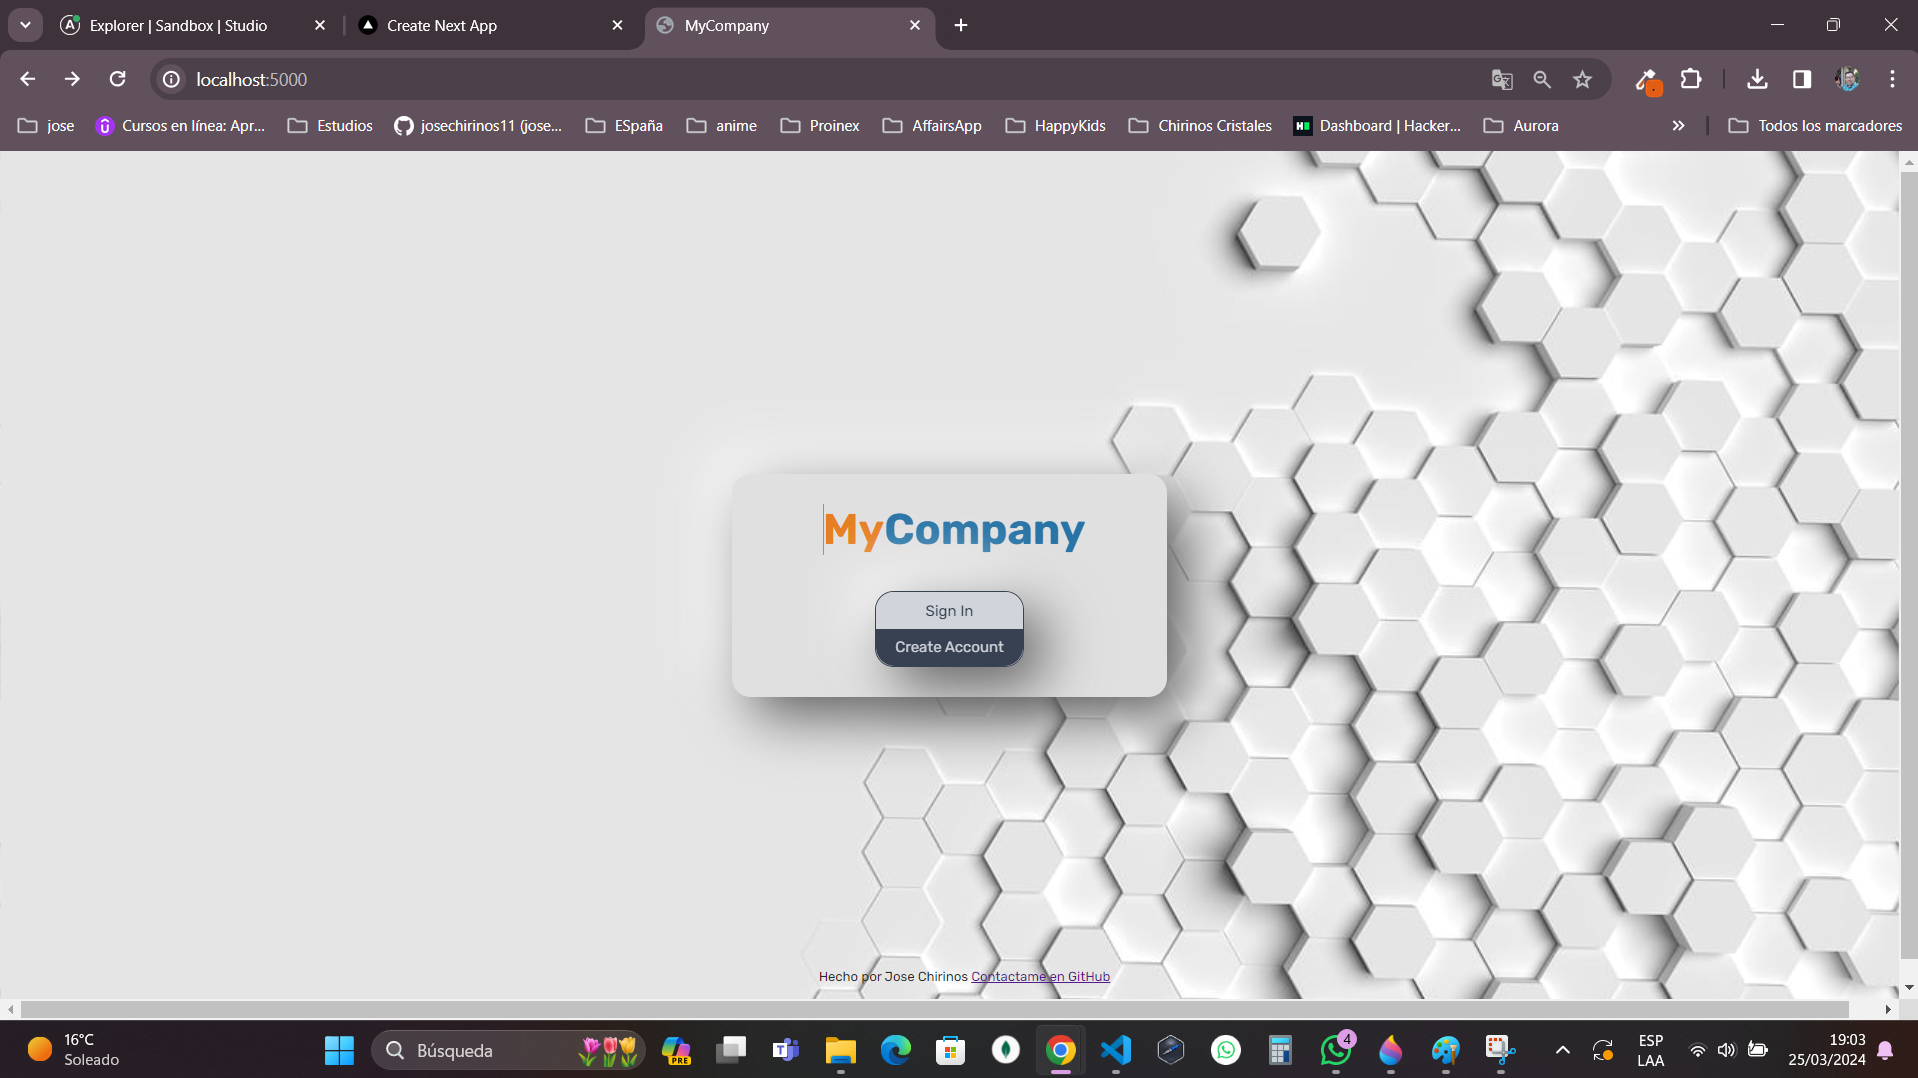 Explorer | Sandbox | Studio
Create Next App
MyCompany
localhost:5000
jose
Cursos en línea: Apr...
Estudios
josechirinos11 (jose...
ESpaña
anime
Proinex
AffairsApp
HappyKids
Chirinos Cristales
Dashboard | Hacker...
Aurora
Todos los marcadores
MyCompany
Sign In
Create Account
Hecho por Jose Chirinos Contactame en GitHub
16°C
Soleado
Búsqueda
PRE
4
ESP
LAA
19:03
25/03/2024